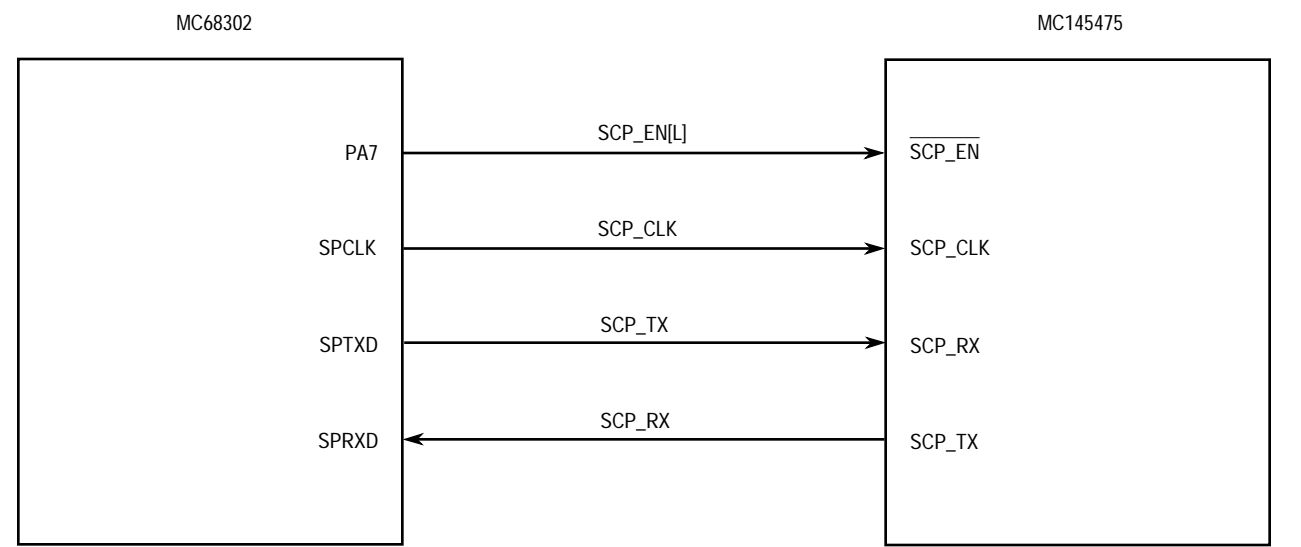 MC68302
MC145475
PA7
SCP_EN[L]
SCP_EN
SPCLK
SCP_CLK
SCP_CLK
SPTXD
SCP_TX
SCP_RX
SPRXD
SCP_RX
SCP_TX